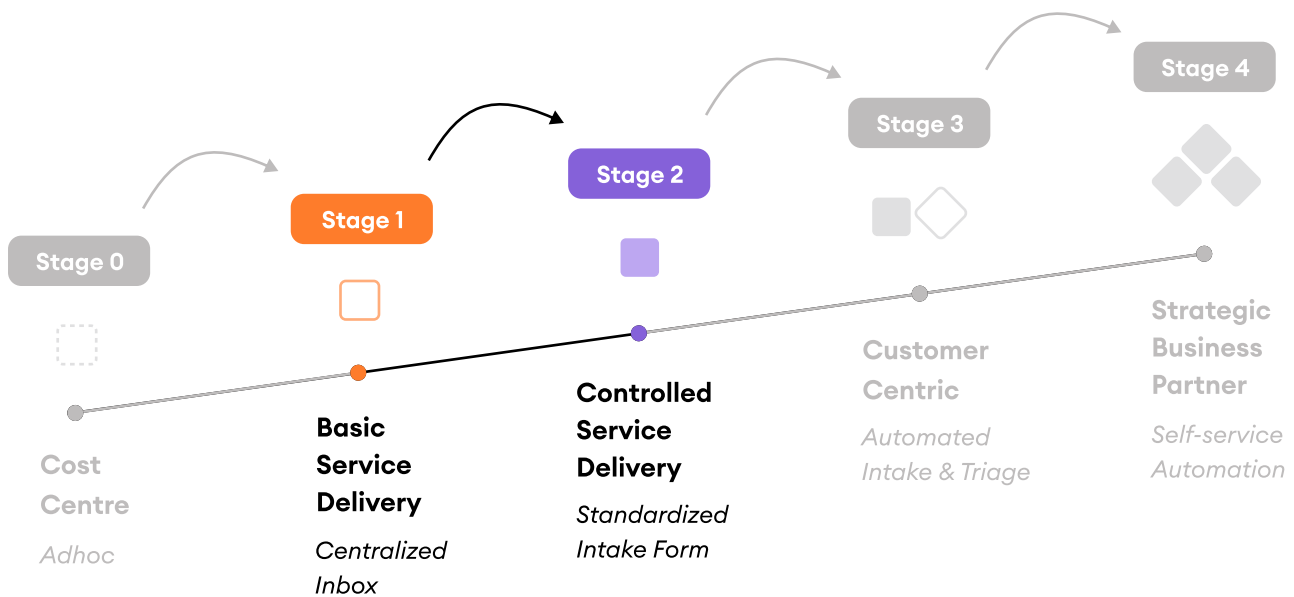 Stage 0
Cost
Centre
Adhoc
Stage 1
Basic
Service
Delivery
Centralized
Inbox
Stage 2
Controlled
Service
Delivery
Standardized
Intake Form
Stage 3
Customer
Centric
Automated
Intake & Triage
Stage 4
Strategic
Business
Partner
Self-service
Automation